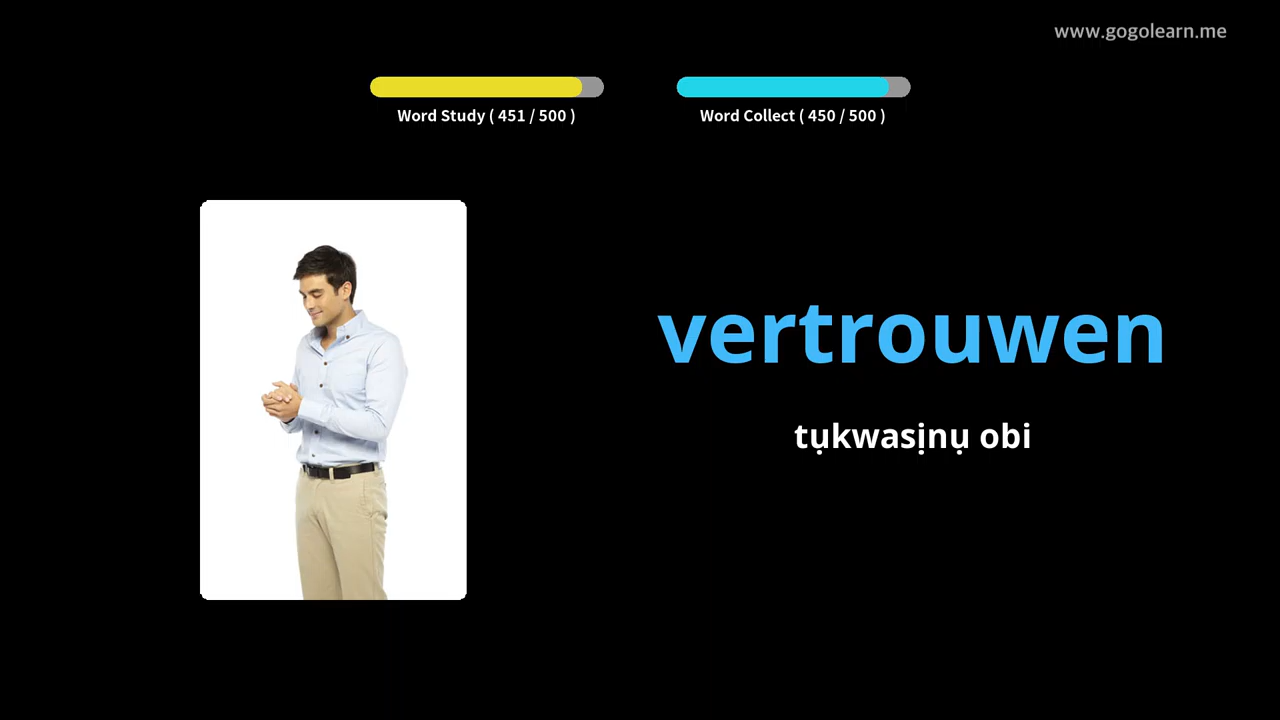 www.gogolearn.me
Word Study ( 451 / 500 )
Word Collect ( 450 / 500 )
vertrouwen
tụkwasịnụ obi